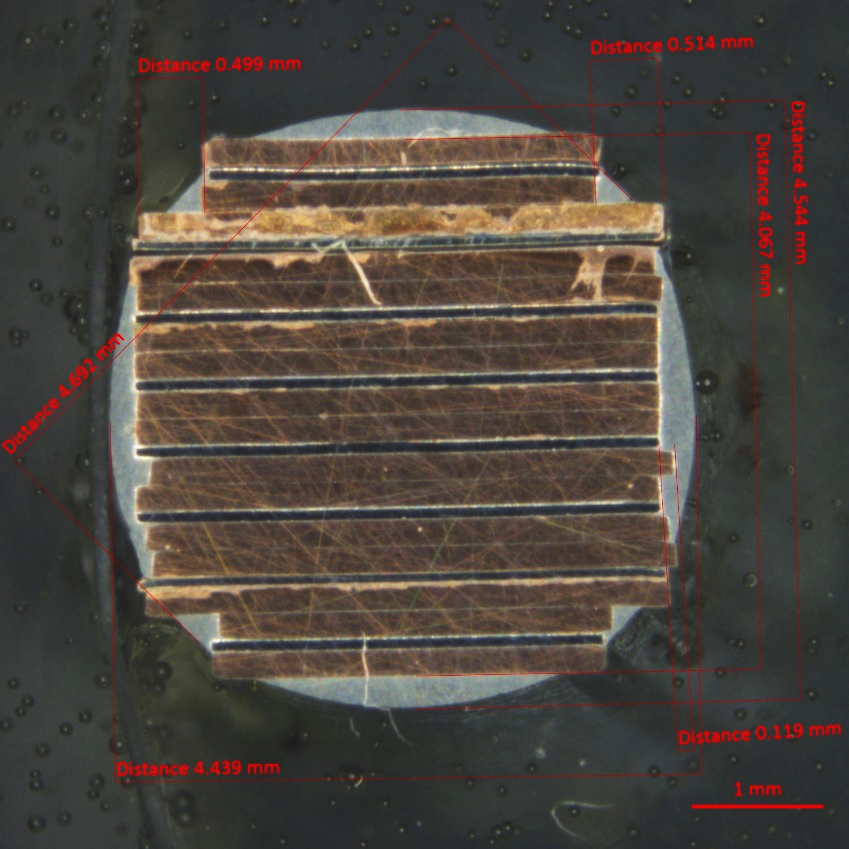 Distance 0.514 mm
Distance 0.499 mm
Distance 4.544 mm
Distance 4.067 mm
Distance 4.692 mm
Distance 0.119 mm
Distance 4.439 mm
1 mm